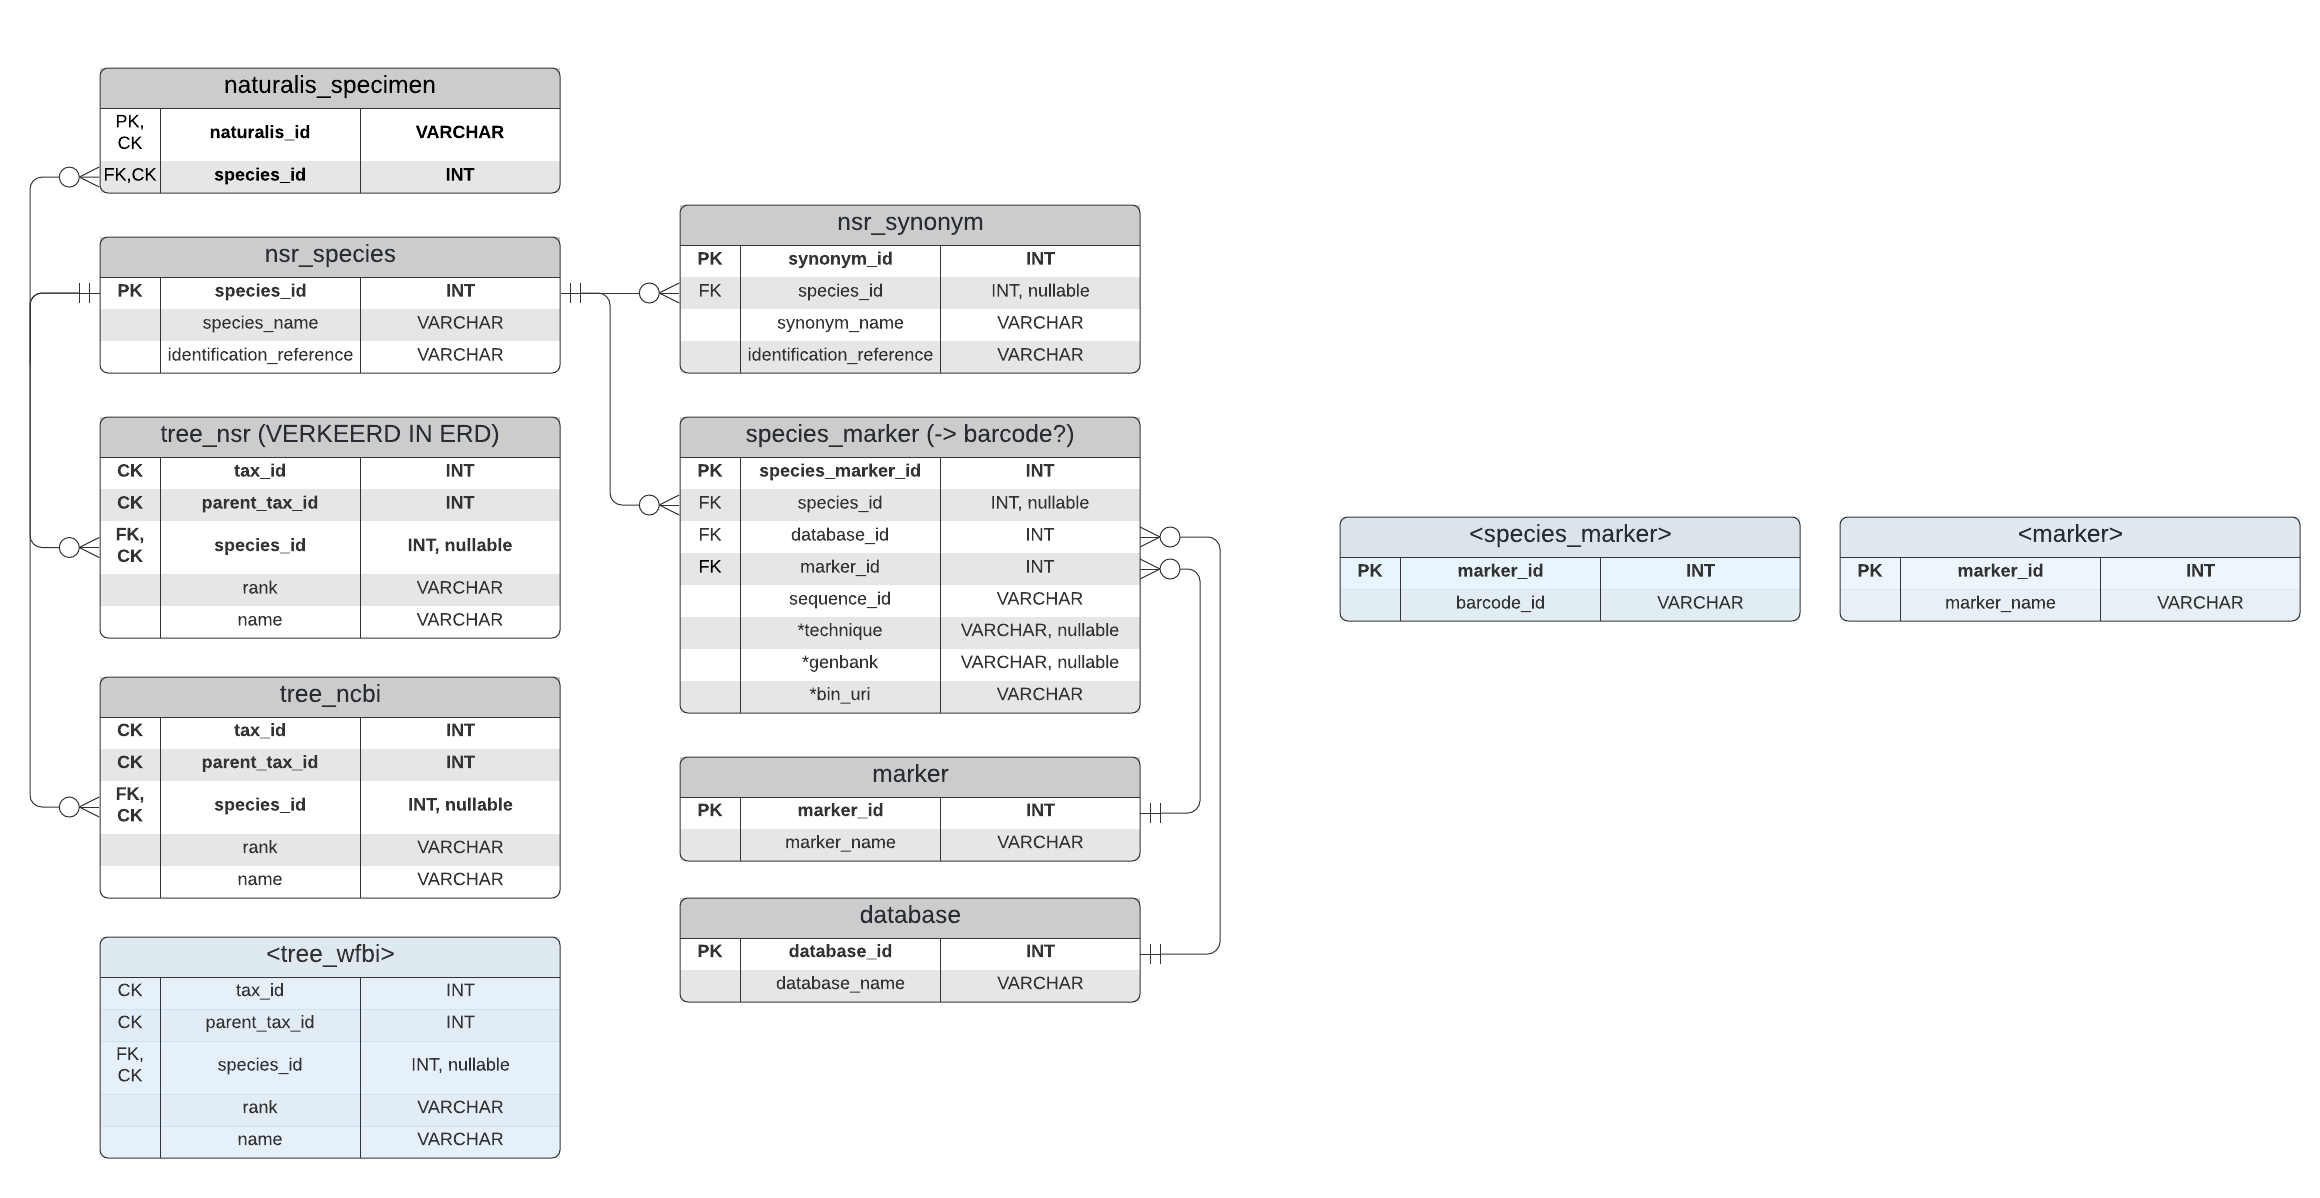 naturalis_specimen
PK, CK naturalis_id VARCHAR
FK,CK species_id INT
nsr_species
PK species_id INT
species_name VARCHAR
identification_reference VARCHAR
tree_nsr (VERKEERD IN ERD)
CK tax_id INT
CK parent_tax_id INT
FK, CK species_id INT, nullable
rank VARCHAR
name VARCHAR
tree_ncbi
CK tax_id INT
CK parent_tax_id INT
FK, CK species_id INT, nullable
rank VARCHAR
name VARCHAR
<tree_wfbi>
CK tax_id INT
CK parent_tax_id INT
FK, CK species_id INT, nullable
rank VARCHAR
name VARCHAR
nsr_synonym
PK synonym_id INT
FK species_id INT, nullable
synonym_name VARCHAR
identification_reference VARCHAR
species_marker (-> barcode?)
PK species_marker_id INT
FK species_id INT, nullable
FK database_id INT
FK marker_id INT
sequence_id VARCHAR
*technique VARCHAR, nullable
*genbank VARCHAR, nullable
*bin_uri VARCHAR
marker
PK marker_id INT
marker_name VARCHAR
database
PK database_id INT
database_name VARCHAR
<species_marker>
PK marker_id INT
barcode_id VARCHAR
<marker>
PK marker_id INT
marker_name VARCHAR